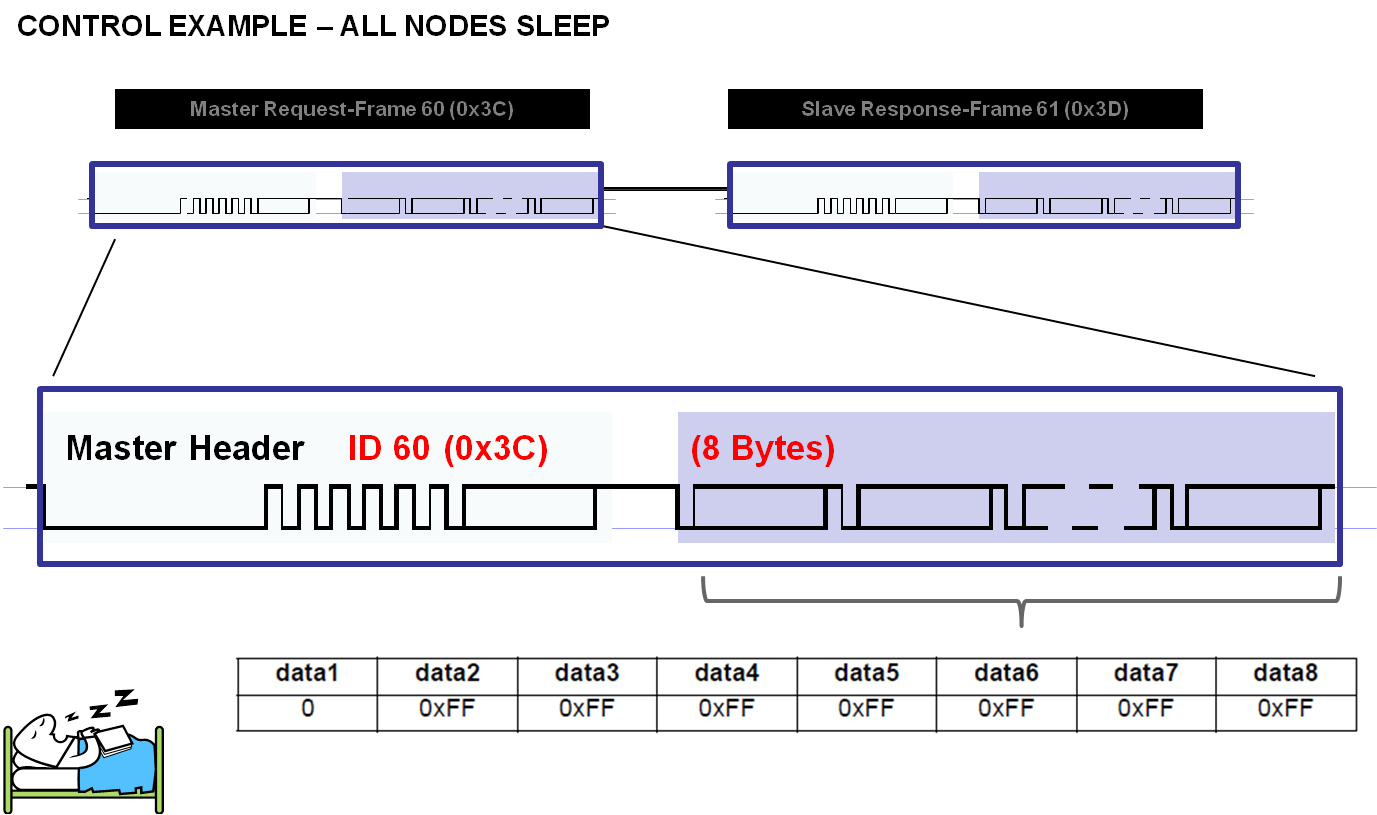 CONTROL EXAMPLE – ALL NODES SLEEP
Master Request-Frame 60 (0x3C)
Slave Response-Frame 61 (0x3D)
Master Header ID 60 (0x3C) (8 Bytes)
data1 data2 data3 data4 data5 data6 data7 data8
0 0xFF 0xFF 0xFF 0xFF 0xFF 0xFF 0xFF
z z z